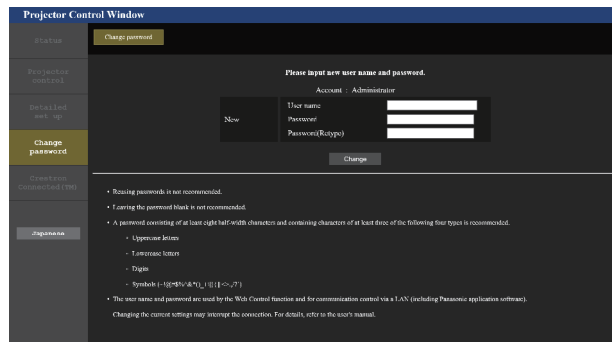 Projector Control Window
Status
Change password
Projector
control
Detailed
set up
Change
password
Crestron
Connected(TM)
Japanese
Please input new user name and password.
Account : Administrator
New
User name
Password
Password(Retype)
Change
• Reusing passwords is not recommended.
• Leaving the password blank is not recommended.
• A password consisting of at least eight half-width characters and containing characters of at least three of the following four types is recommended.
- Uppercase letters
- Lowercase letters
- Digits
- Symbols
• The user name and password are used by the Web Control function and for communication control via a LAN (including Panasonic application software).
Changing the current settings may interrupt the connection. For details, refer to the user's manual.